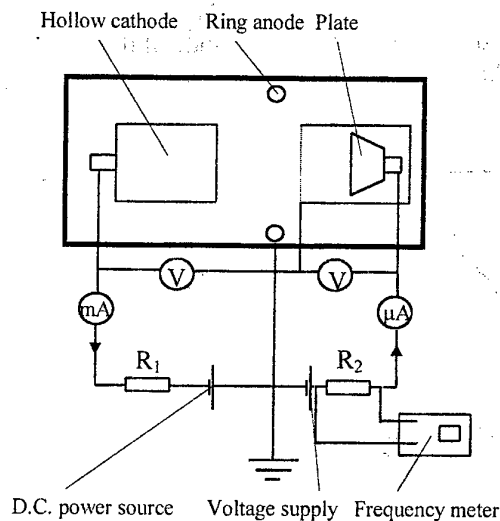 Hollow cathode Ring anode Plate
V V
mA µA
R1 R2
D.C. power source Voltage supply Frequency meter